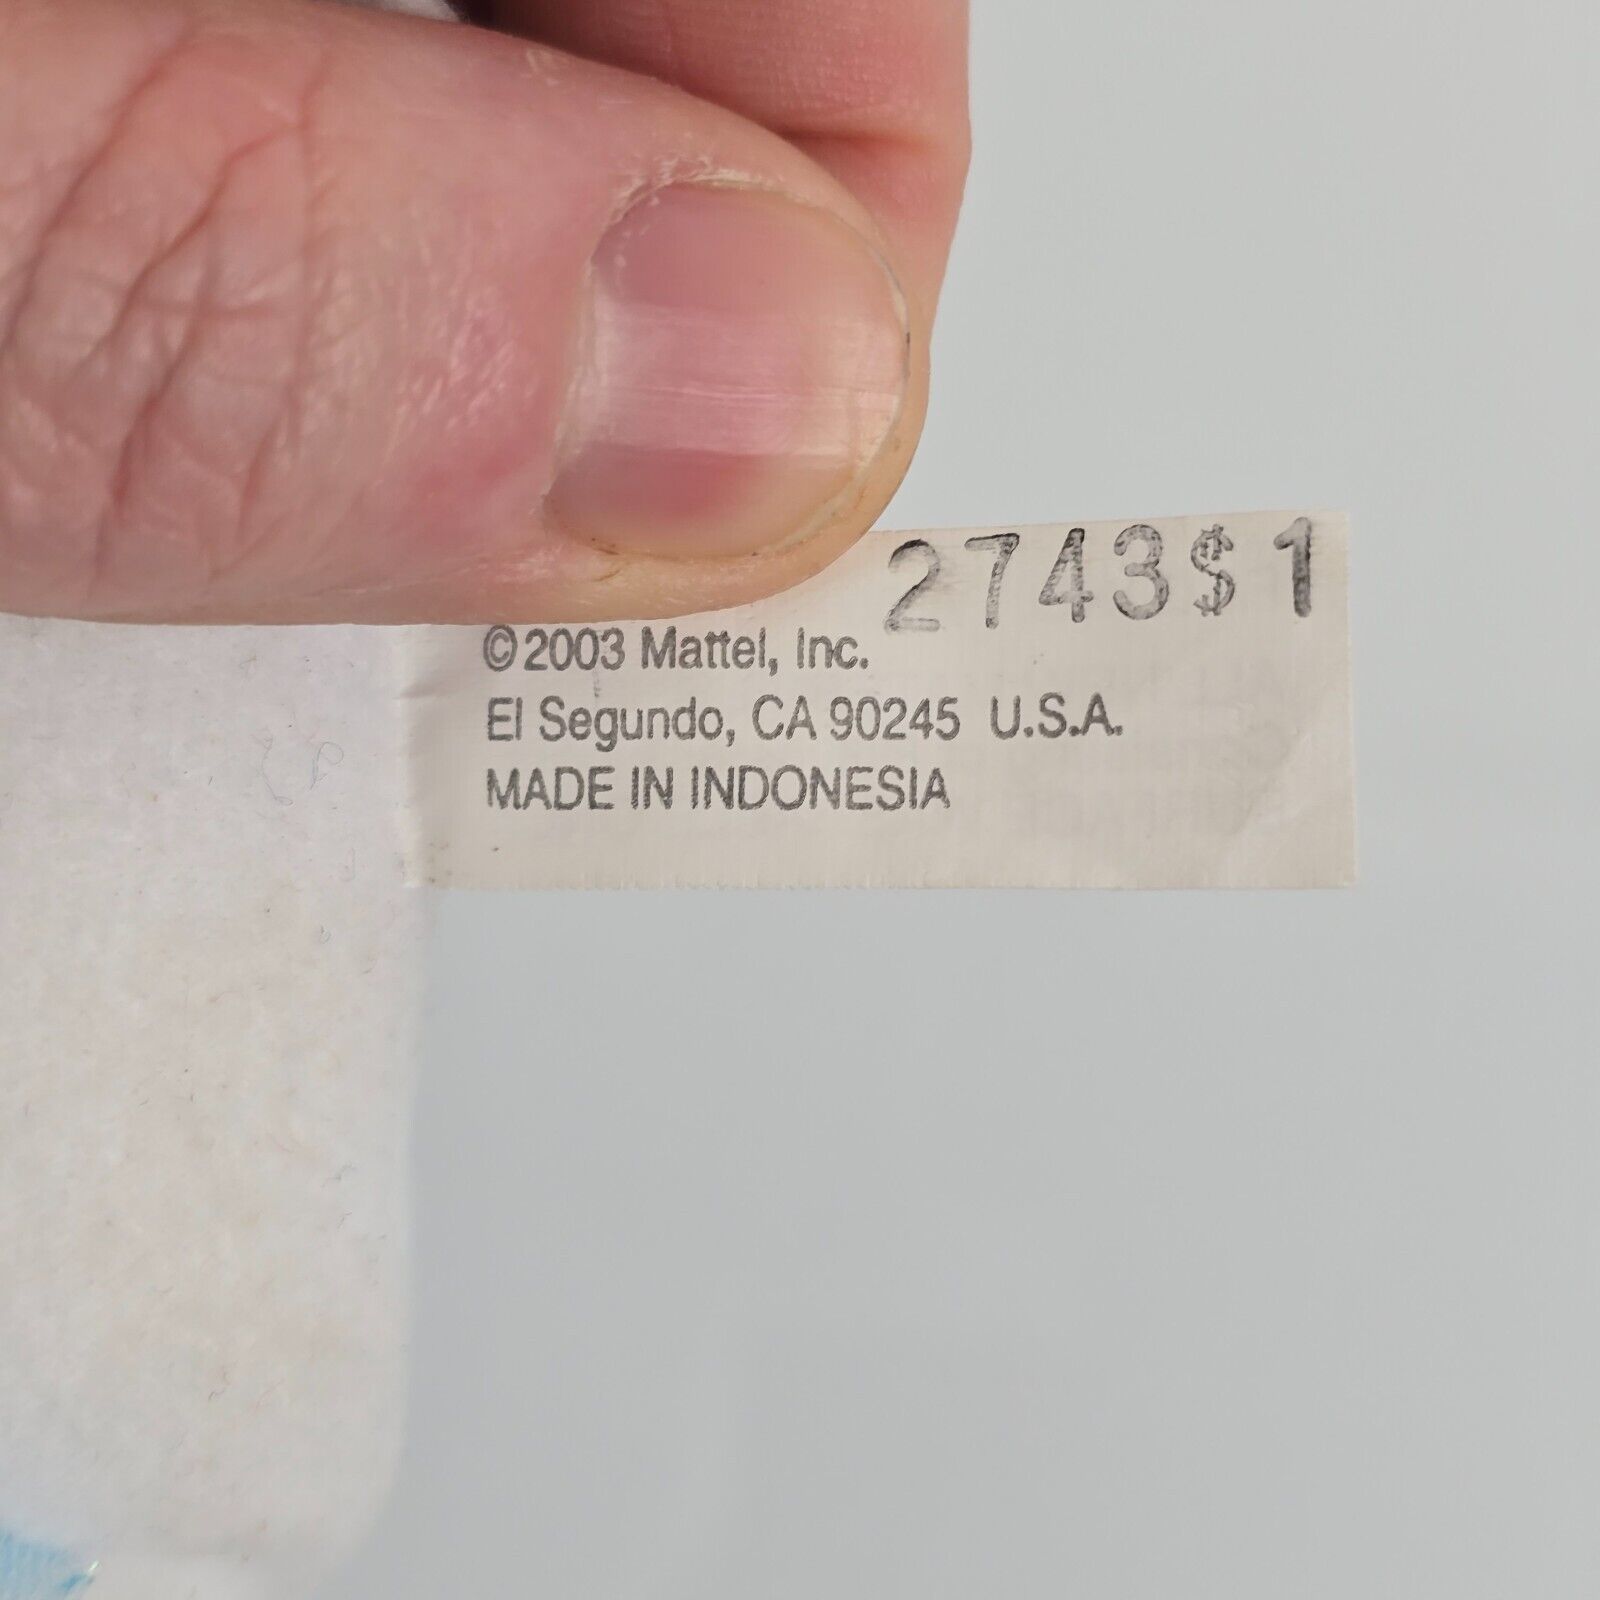 2743$1
©2003 Mattel, Inc.
El Segundo, CA 90245 U.S.A.
MADE IN INDONESIA